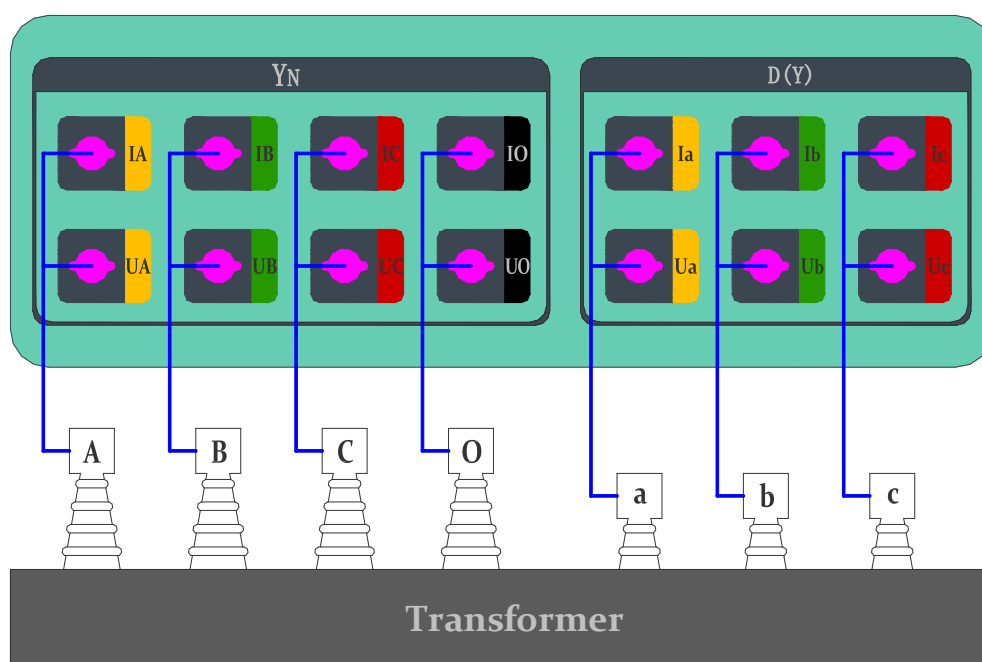 YN
D(Y)
IA
IB
IC
IO
Ia
Ib
Ic
UA
UB
UC
UO
Ua
Ub
Uc
A
B
C
O
a
b
c
Transformer